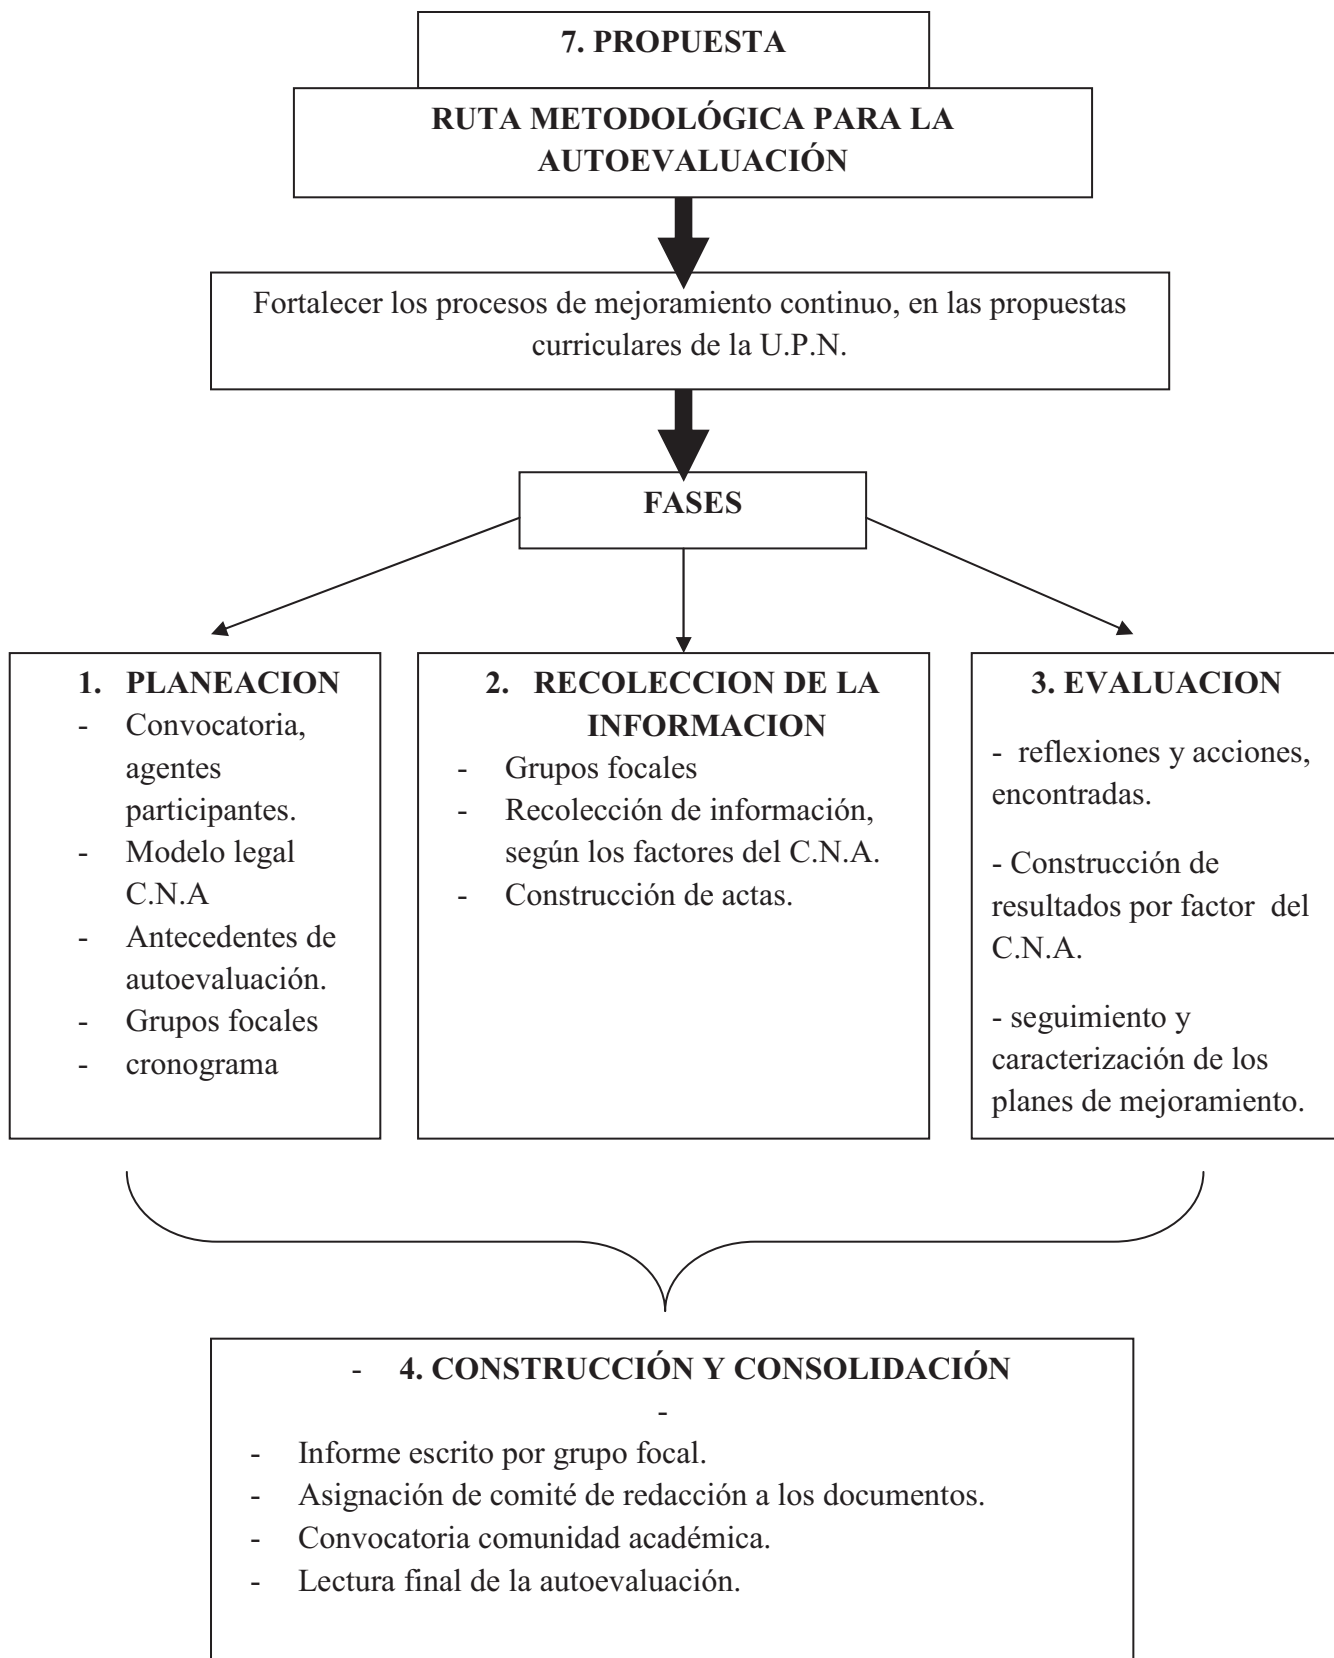 7. PROPUESTA
RUTA METODOLÓGICA PARA LA
AUTOEVALUACIÓN
Fortalecer los procesos de mejoramiento continuo, en las propuestas
curriculares de la U.P.N.
FASES
1. PLANEACION
- Convocatoria,
agentes
participantes.
- Modelo legal
C.N.A
- Antecedentes de
autoevaluación.
- Grupos focales
- cronograma
2. RECOLECCION DE LA
INFORMACION
- Grupos focales
- Recolección de información,
según los factores del C.N.A.
- Construcción de actas.
3. EVALUACION
- reflexiones y acciones,
encontradas.
- Construcción de
resultados por factor del
C.N.A.
- seguimiento y
caracterización de los
planes de mejoramiento.
- 4. CONSTRUCCIÓN Y CONSOLIDACIÓN
-
- Informe escrito por grupo focal.
- Asignación de comité de redacción a los documentos.
- Convocatoria comunidad académica.
- Lectura final de la autoevaluación.